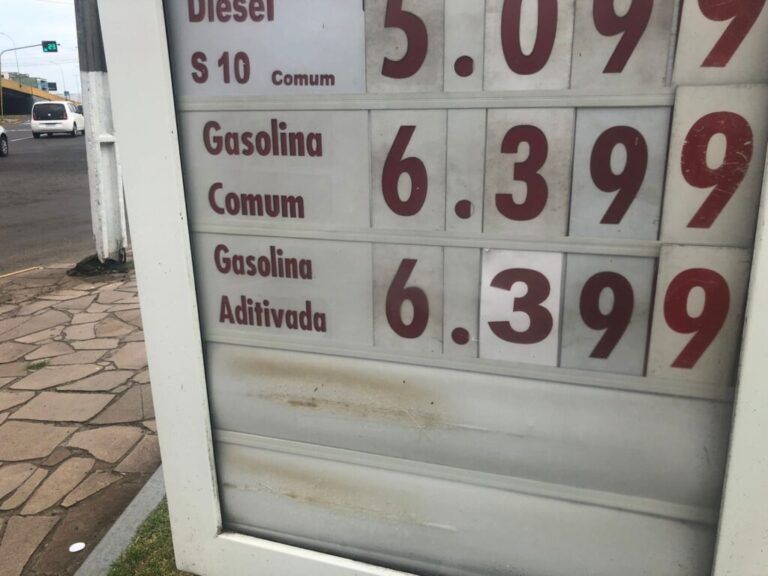 Diesel
S 10 Comum 5.099
Gasolina
Comum 6.399
Gasolina
Aditivada 6.399